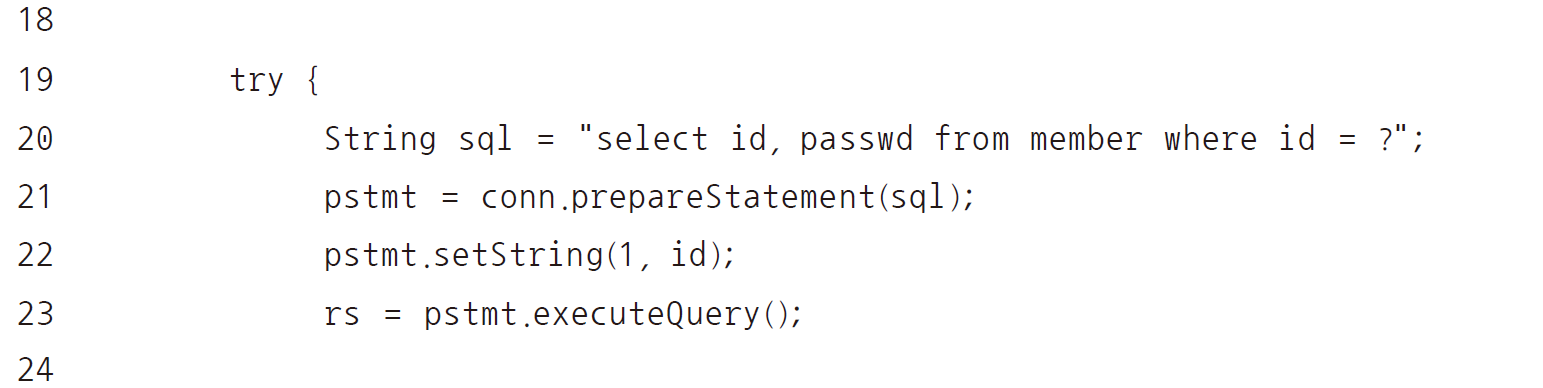 18
19 try {
20 String sql = "select id, passwd from member where id = ?";
21 pstmt = conn.prepareStatement(sql);
22 pstmt.setString(1, id);
23 rs = pstmt.executeQuery();
24